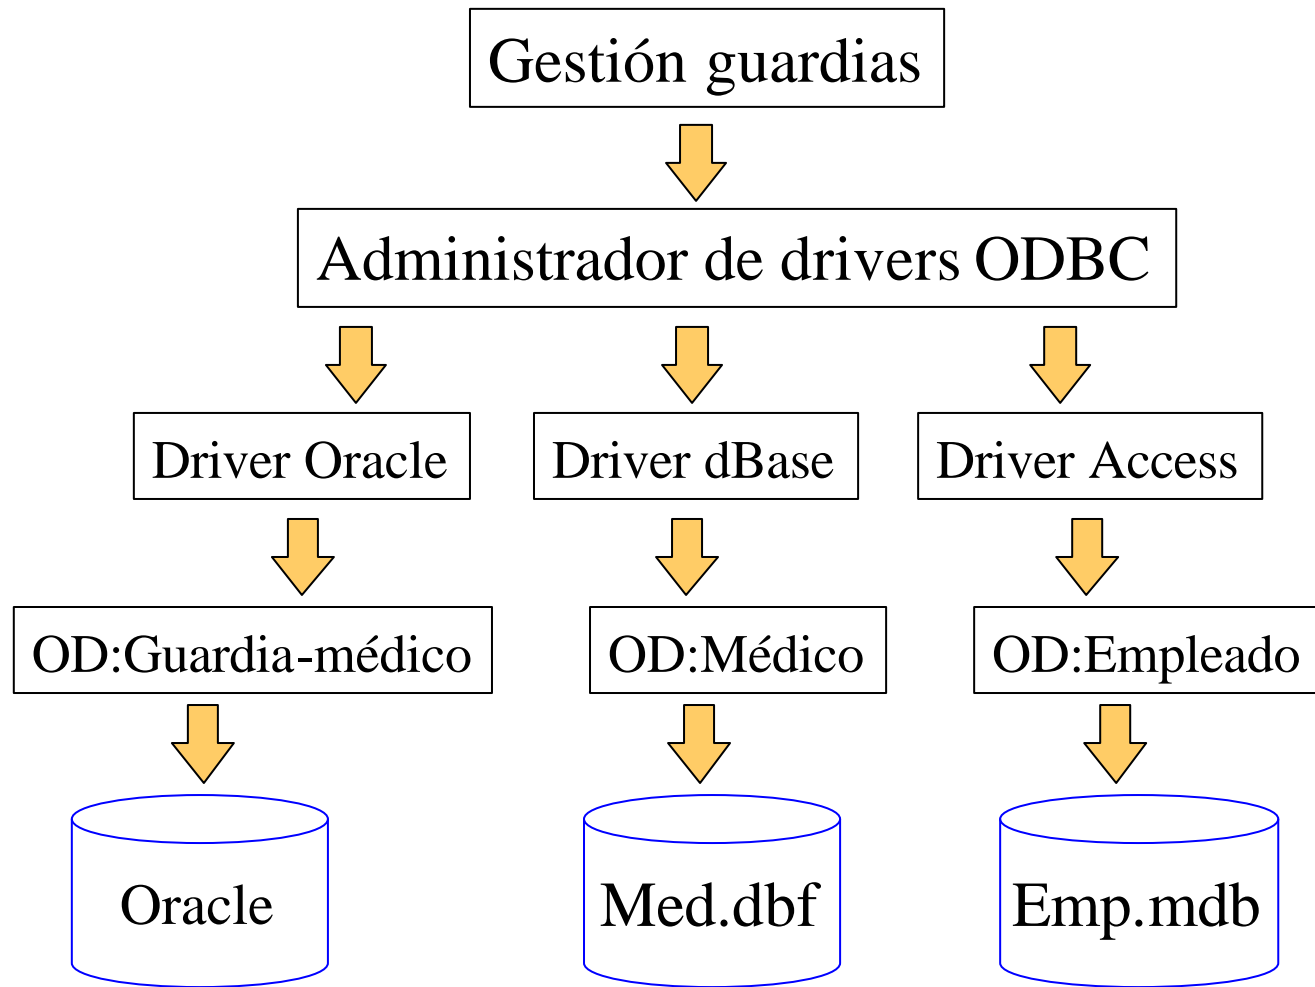 Gestión guardias
Administrador de drivers ODBC
Driver Oracle
Driver dBase
Driver Access
OD:Guardia-médico
OD:Médico
OD:Empleado
Oracle
Med.dbf
Emp.mdb